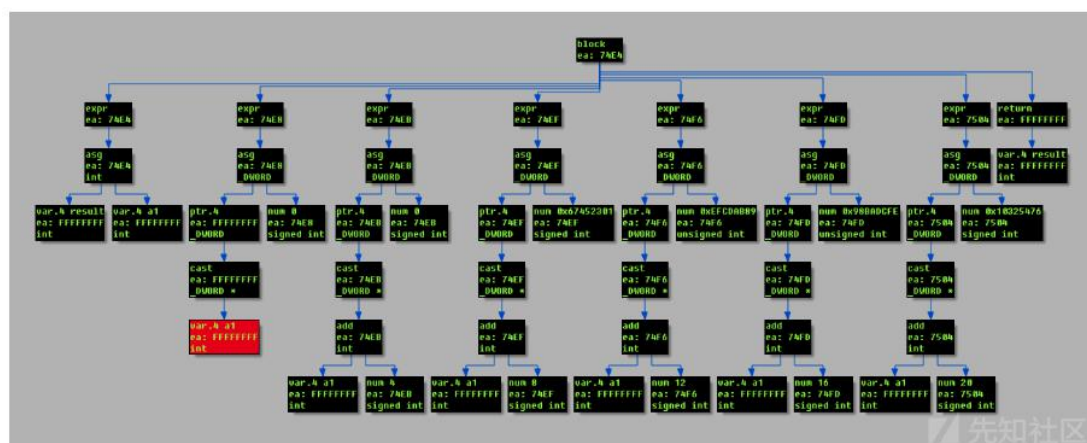 block
ea: 74E4
expr
ea: 74E4
expr
ea: 74E8
expr
ea: 74EB
expr
ea: 74EF
expr
ea: 74F6
expr
ea: 74FD
expr
ea: 7504
return
ea: FFFFFFFF
asg
ea: 74E4
int
asg
ea: 74E8
_DWORD
asg
ea: 74EB
_DWORD
asg
ea: 74EF
_DWORD
asg
ea: 74F6
_DWORD
asg
ea: 74FD
_DWORD
asg
ea: 7504
_DWORD
var.4 result
ea: FFFFFFFF
int
var.4 result
ea: FFFFFFFF
int
var.4 a1
ea: FFFFFFFF
int
ptr.4
ea: FFFFFFFF
_DWORD
num 0
ea: 74E8
signed int
ptr.4
ea: 74EB
_DWORD
num 0
ea: 74EB
signed int
ptr.4
ea: 74EF
_DWORD
num 0x67452301
ea: 74EF
signed int
ptr.4
ea: 74F6
_DWORD
num 0xEFCDAB89
ea: 74F6
unsigned int
ptr.4
ea: 74FD
_DWORD
num 0x98BADCFE
ea: 74FD
unsigned int
ptr.4
ea: 7504
_DWORD
num 0x10325476
ea: 7504
signed int
cast
ea: FFFFFFFF
_DWORD *
cast
ea: 74EB
_DWORD *
cast
ea: 74EF
_DWORD *
cast
ea: 74F6
_DWORD *
cast
ea: 74FD
_DWORD *
cast
ea: 7504
_DWORD *
var.4 a1
ea: FFFFFFFF
int
add
ea: 74EB
int
add
ea: 74EF
int
add
ea: 74F6
int
add
ea: 74FD
int
add
ea: 7504
int
var.4 a1
ea: FFFFFFFF
int
num 4
ea: 74EB
signed int
var.4 a1
ea: FFFFFFFF
int
num 8
ea: 74EF
signed int
var.4 a1
ea: FFFFFFFF
int
num 12
ea: 74F6
signed int
var.4 a1
ea: FFFFFFFF
int
num 16
ea: 74FD
signed int
var.4 a1
ea: FFFFFFFF
int
num 20
ea: 7504
signed int
先知社区